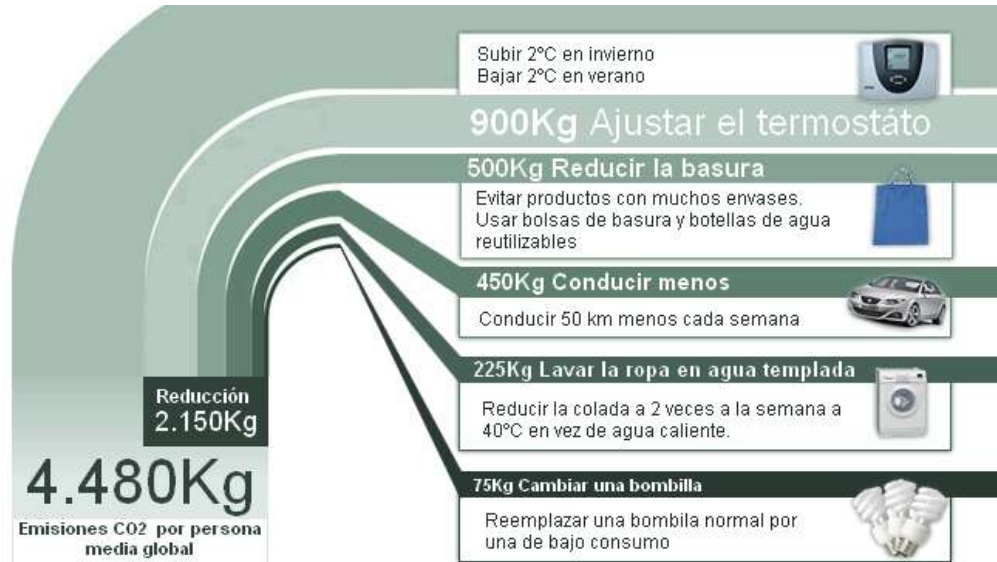 Subir 2ºC en invierno
Bajar 2ºC en verano
900Kg Ajustar el termostáto
500Kg Reducir la basura
Evitar productos con muchos envases.
Usar bolsas de basura y botellas de agua
reutilizables
450Kg Conducir menos
Conducir 50 km menos cada semana
225Kg Lavar la ropa en agua templada
Reducir la colada a 2 veces a la semana a
40ºC en vez de agua caliente.
75Kg Cambiar una bombilla
Reemplazar una bombila normal por
una de bajo consumo
Reducción
2.150Kg
4.480Kg
Emisiones CO2 por persona
media global